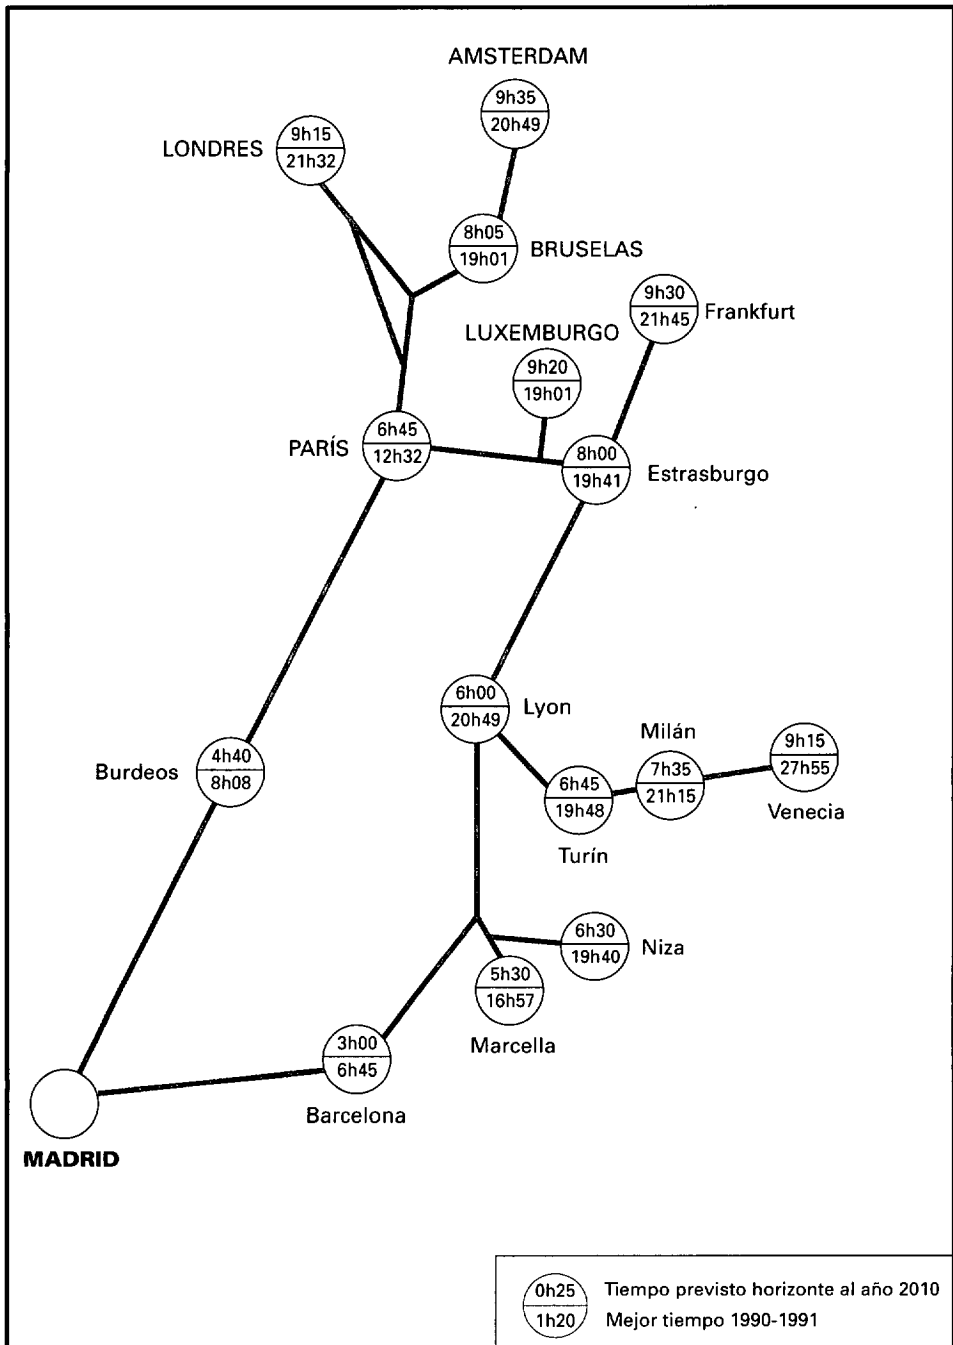 AMSTERDAM
9h35
20h49
LONDRES
9h15
21h32
8h05
19h01
BRUSELAS
9h30
21h45
Frankfurt
LUXEMBURGO
9h20
19h01
PARÍS
6h45
12h32
8h00
19h41
Estrasburgo
6h00
20h49
Lyon
Burdeos
4h40
8h08
Milán
7h35
21h15
9h15
27h55
Venecia
6h45
19h48
Turín
6h30
19h40
Niza
5h30
16h57
Marcella
3h00
6h45
Barcelona
MADRID
0h25
1h20
Tiempo previsto horizonte al año 2010
Mejor tiempo 1990-1991